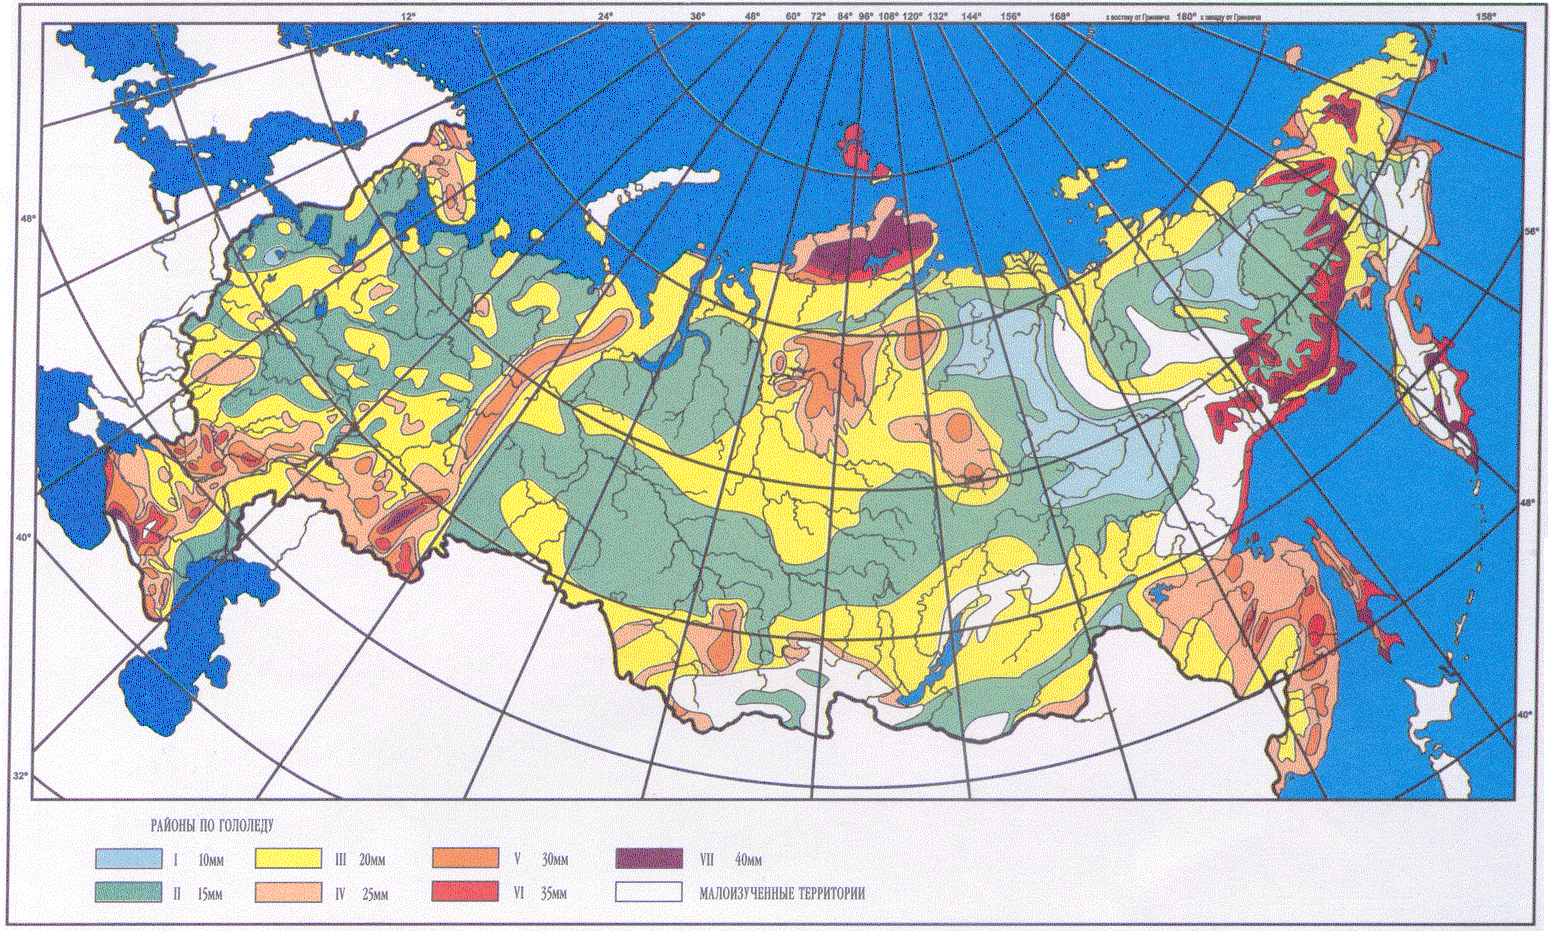 12° 24° 36° 48° 60° 72° 84° 96° 108° 120° 132° 144° 156° 168° к востоку от Гринвича 180° к западу от Гринвича 158°
48°
56°
48°
40°
40°
32°
РАЙОНЫ ПО ГОЛОЛЕДУ
I 10мм III 20мм V 30мм VII 40мм
II 15мм IV 25мм VI 35мм МАЛОИЗУЧЕННЫЕ ТЕРРИТОРИИ